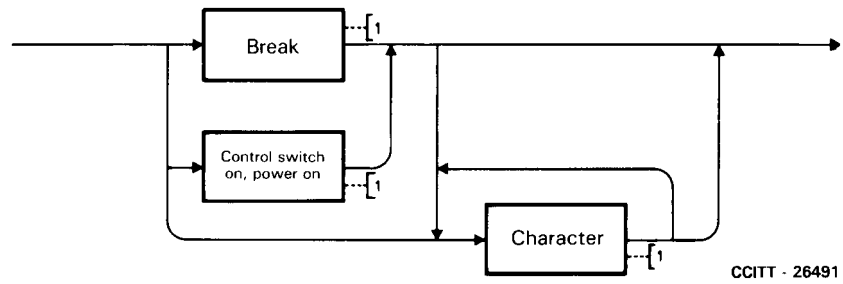 1
Break
Control switch
on, power on
1
Character
1
CCITT - 26491